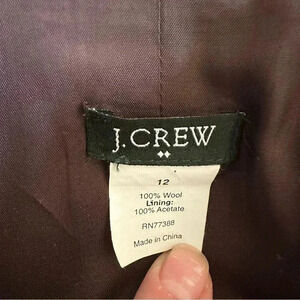 J.CREW
12
100% Wool
Lining:
100% Acetate
RN77388
Made in China